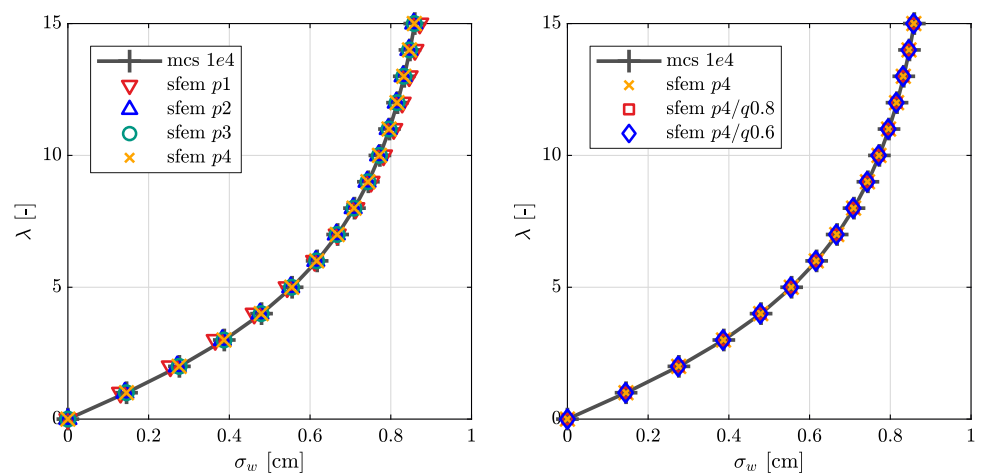 15
10
5
0
λ [-]
mcs 1e4
sfem p1
sfem p2
sfem p3
sfem p4
0 0.2 0.4 0.6 0.8 1
σ_w [cm]
15
10
5
0
λ [-]
mcs 1e4
sfem p4
sfem p4/q0.8
sfem p4/q0.6
0 0.2 0.4 0.6 0.8 1
σ_w [cm]